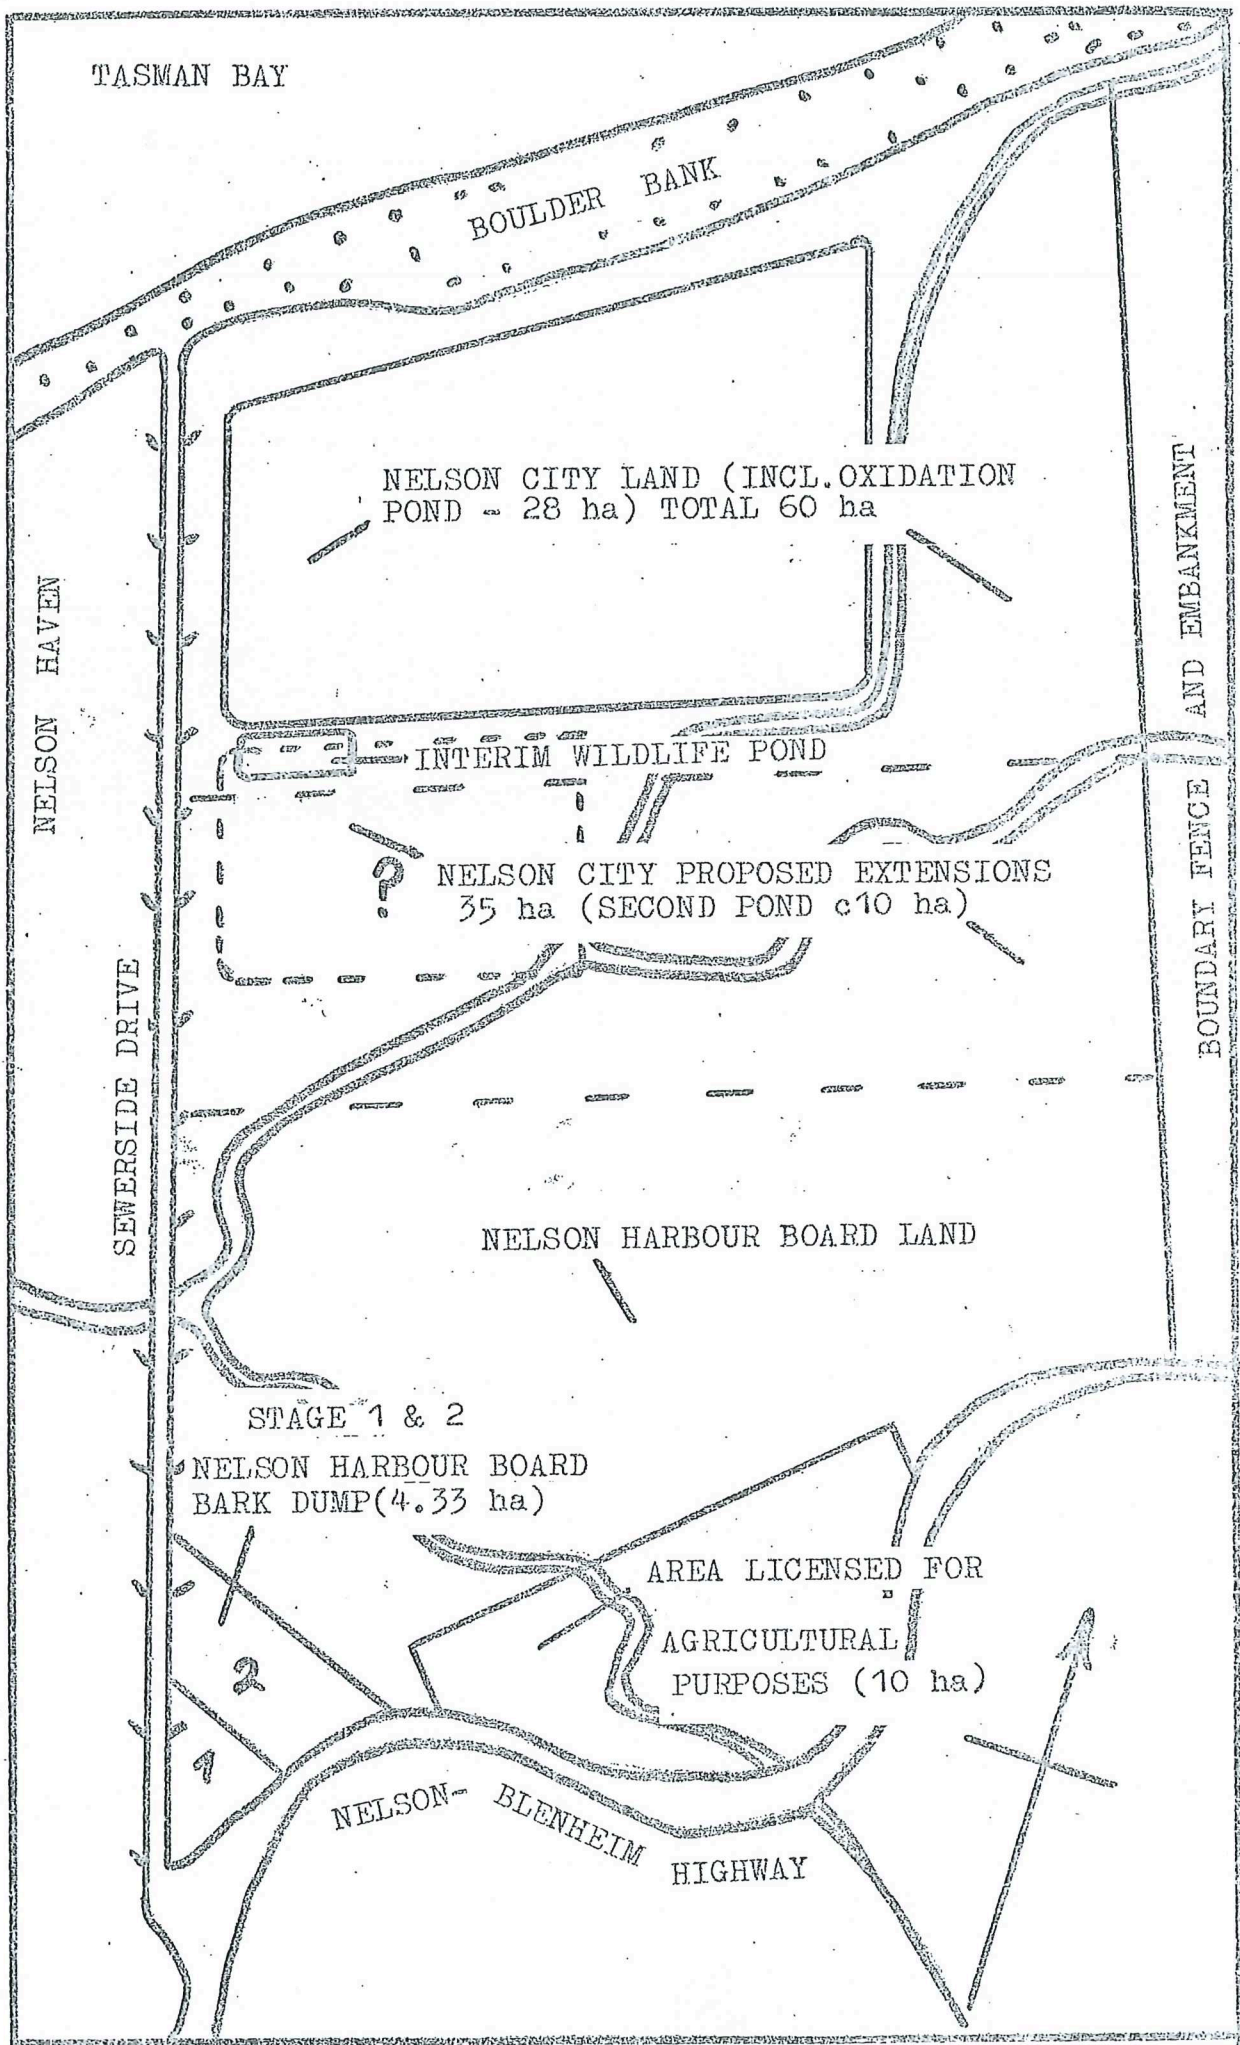 TASMAN BAY
BOULDER BANK
NELSON CITY LAND (INCL.OXIDATION
POND - 28 ha) TOTAL 60 ha
NELSON HAVEN
BOUNDARY FENCE AND EMBANKMENT
INTERIM WILDLIFE POND
? NELSON CITY PROPOSED EXTENSIONS
35 ha (SECOND POND c10 ha)
SEWERSIDE DRIVE
NELSON HARBOUR BOARD LAND
STAGE 1 & 2
NELSON HARBOUR BOARD
BARK DUMP(4.33 ha)
AREA LICENSED FOR
AGRICULTURAL
PURPOSES (10 ha)
2
1
NELSON- BLENHEIM HIGHWAY